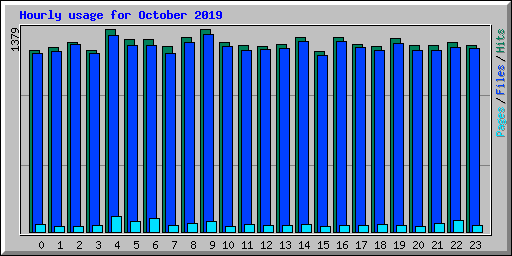 Hourly usage for October 2019
1379
Pages/Files/Hits
0 1 2 3 4 5 6 7 8 9 10 11 12 13 14 15 16 17 18 19 20 21 22 23